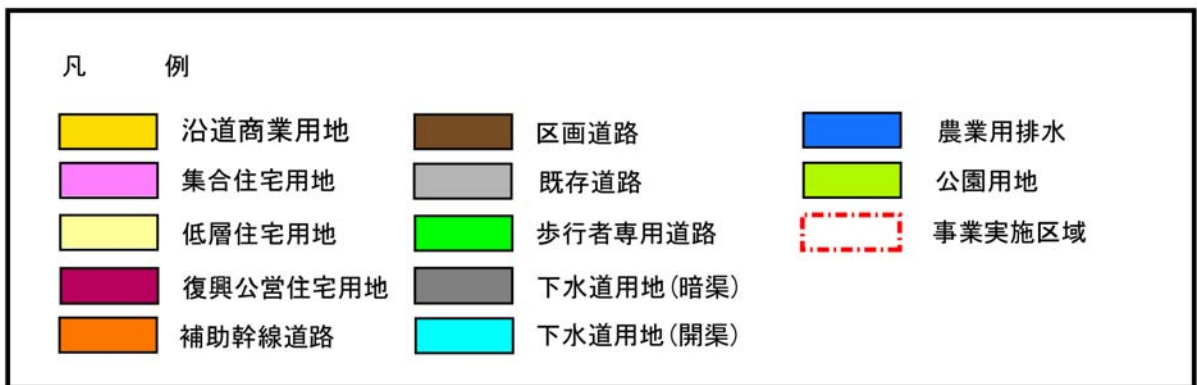 凡 例
沿道商業用地
集合住宅用地
低層住宅用地
復興公営住宅用地
補助幹線道路
区画道路
既存道路
歩行者専用道路
下水道用地(暗渠)
下水道用地(開渠)
農業用排水
公園用地
事業実施区域